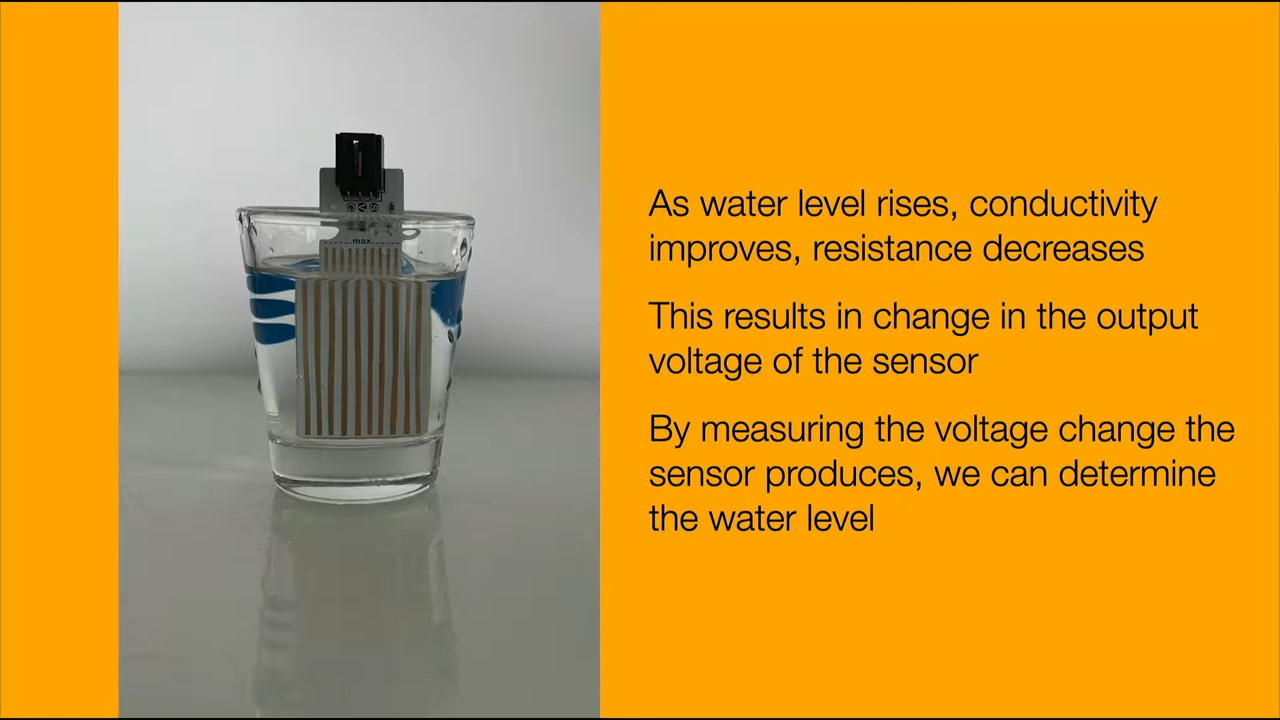 max
As water level rises, conductivity
improves, resistance decreases
This results in change in the output
voltage of the sensor
By measuring the voltage change the
sensor produces, we can determine
the water level